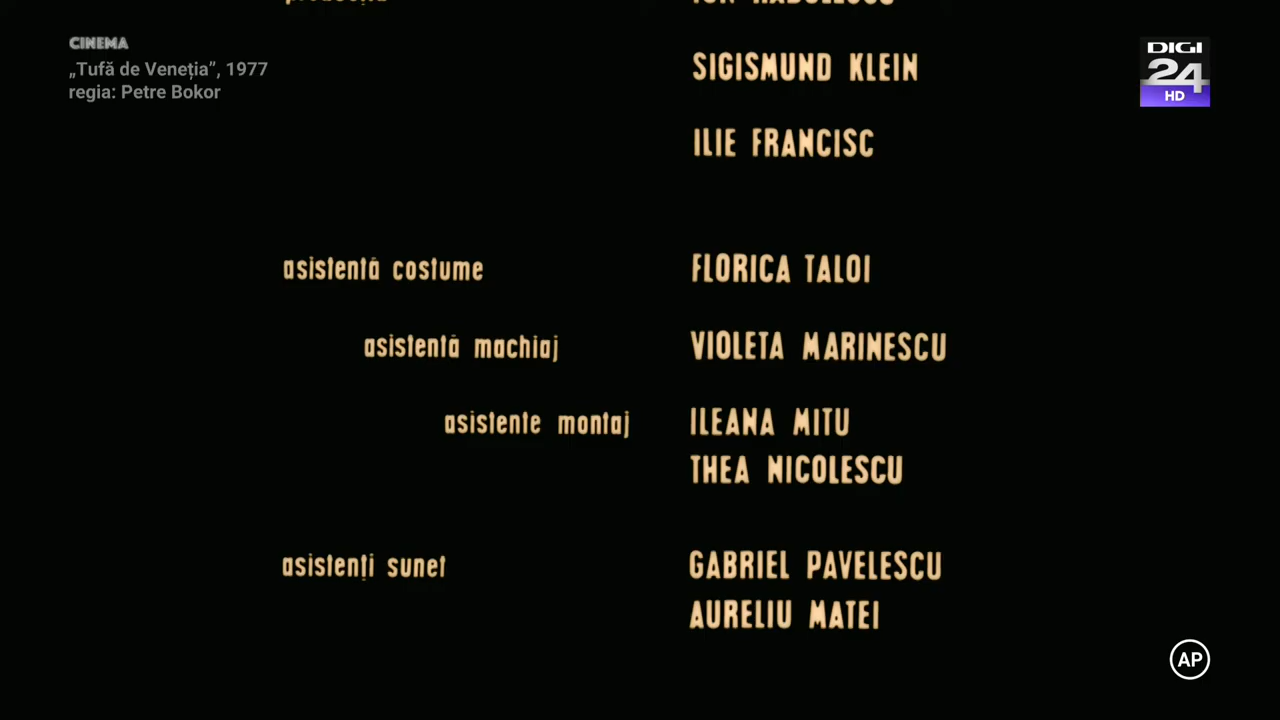 CINEMA
„Tufă de Veneția”, 1977
regia: Petre Bokor
DIGI
24
HD
SIGISMUND KLEIN
ILIE FRANCISC
asistentă costume FLORICA TALOI
asistentă machiaj VIOLETA MARINESCU
asistente montaj ILEANA MITU
THEA NICOLESCU
asistenți sunet GABRIEL PAVELESCU
AURELIU MATEI
AP